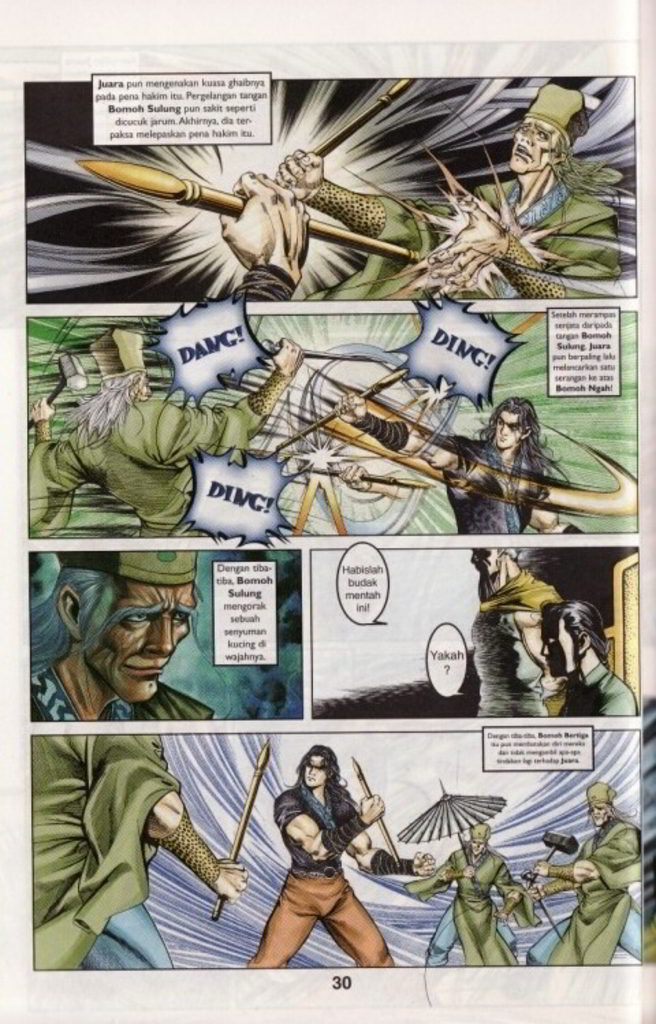 Juara pun mengenakan kuasa ghaibnya
pada pena hakim itu. Pergelangan tangan
Bomoh Sulung pun sakit seperti
dicucuk jarum. Akhirnya, dia ter-
paksa melepaskan pena hakim itu.
DANG!
DING!
Setelah merampas
senjata daripada
tangan Bomoh
Sulung, Juara
pun berpaling lalu
melancarkan satu
serangan ke atas
Bomoh Ngah!
DING!
Dengan tiba-
tiba, Bomoh
Sulung
mengorak
sebuah
senyuman
kucing di
wajahnya.
Habislah
budak
mentah
ini!
Yakah
?
Dengan tiba-tiba, Bomoh Bertiga
itu pun membatukan diri mereka
dan tidak mengambil apa-apa
tindakan lagi terhadap Juara.
30